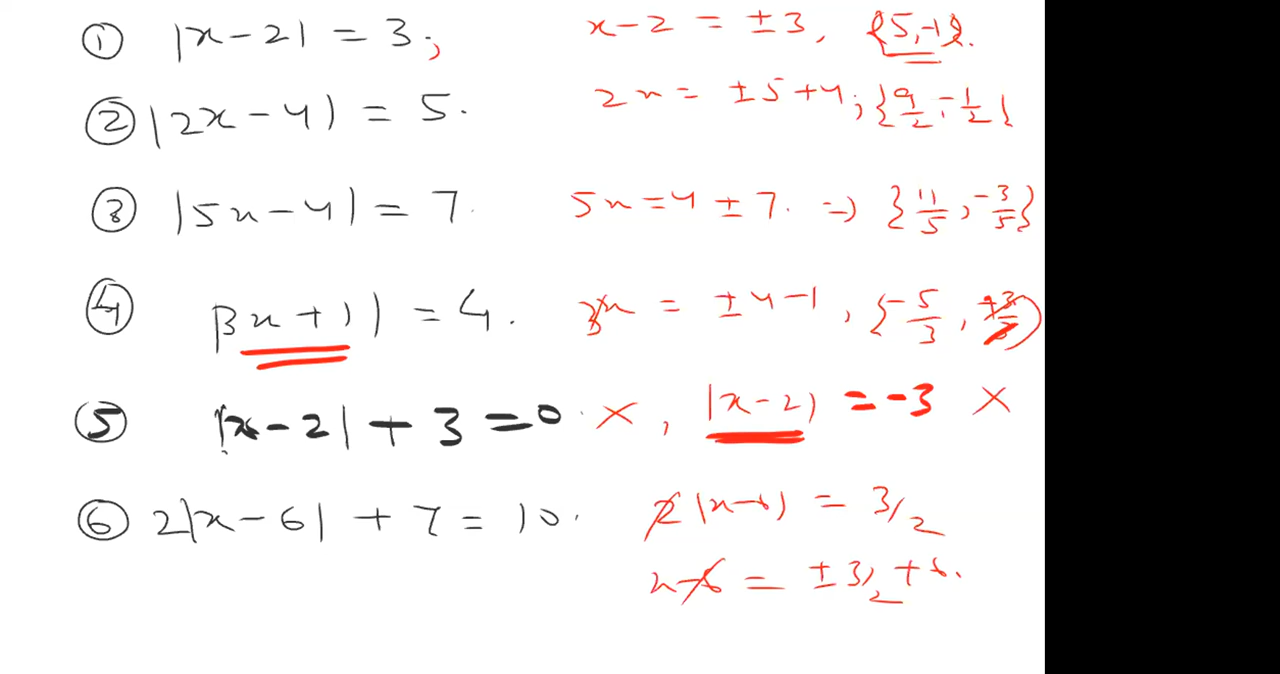 ① |x-2| = 3; x-2 = ±3, {5,-1}.
② |2x-4| = 5. 2x = ±5+4; {9/2, -1/2}
③ |5x-4| = 7. 5x = 4 ± 7. => {11/5, -3/5}
④ |3x+1| = 4. 3x = ±4-1, {-5/3,
⑤ |x-2| + 3 = 0. ×, |x-2| = -3 ×
⑥ 2|x-6| + 7 = 10. 2|x-6| = 3/2
x-6 = ±3/2 + 6.